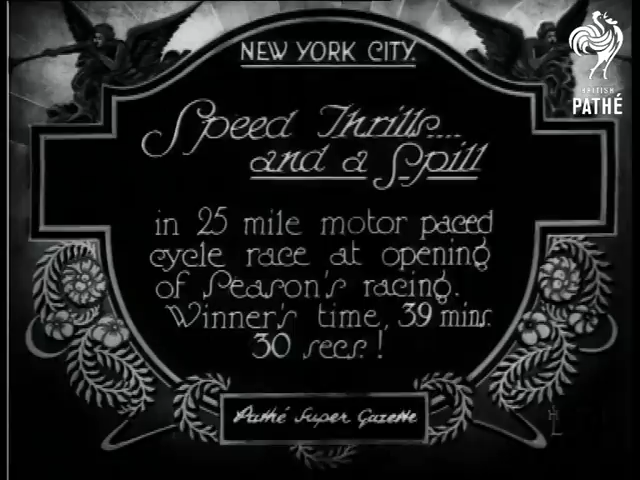 NEW YORK CITY.
BRITISH
PATHÉ
Speed Thrills....
and a Spill
in 25 mile motor paced
cycle race at opening
of Season's racing.
Winner's time, 39 mins.
30 secs.!
Pathé Super Gazette
HL